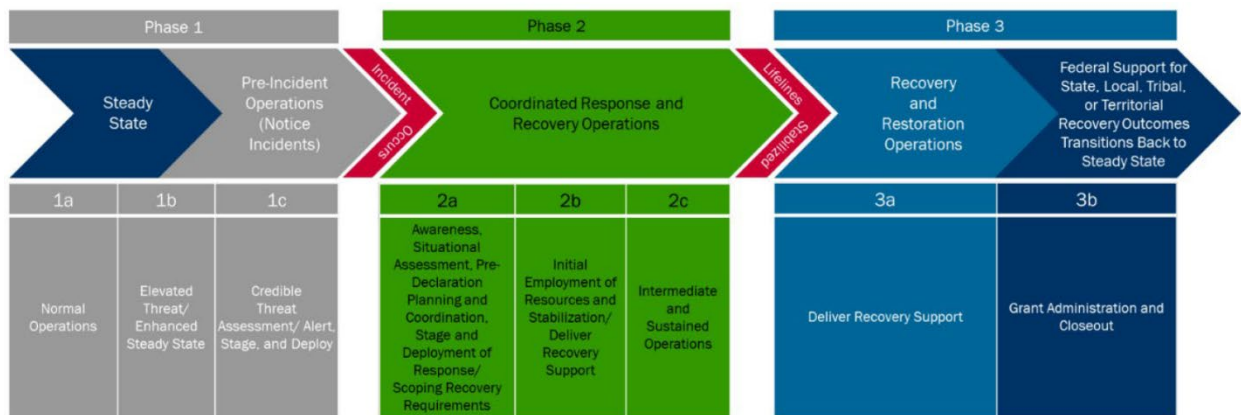 Phase 1
Phase 2
Phase 3
Steady
State
Pre-Incident
Operations
(Notice
Incidents)
Incident
Occurs
Coordinated Response and
Recovery Operations
Lifelines
Stabilized
Recovery
and
Restoration
Operations
Federal Support for
State, Local, Tribal,
or Territorial
Recovery Outcomes
Transitions Back to
Steady State
1a
1b
1c
2a
2b
2c
3a
3b
Normal
Operations
Elevated
Threat/
Enhanced
Steady State
Credible
Threat
Assessment/ Alert,
Stage, and Deploy
Awareness,
Situational
Assessment, Pre-
Declaration
Planning and
Coordination,
Stage and
Deployment of
Response/
Scoping Recovery
Requirements
Initial
Employment of
Resources and
Stabilization/
Deliver
Recovery
Support
Intermediate
and
Sustained
Operations
Deliver Recovery Support
Grant Administration and
Closeout